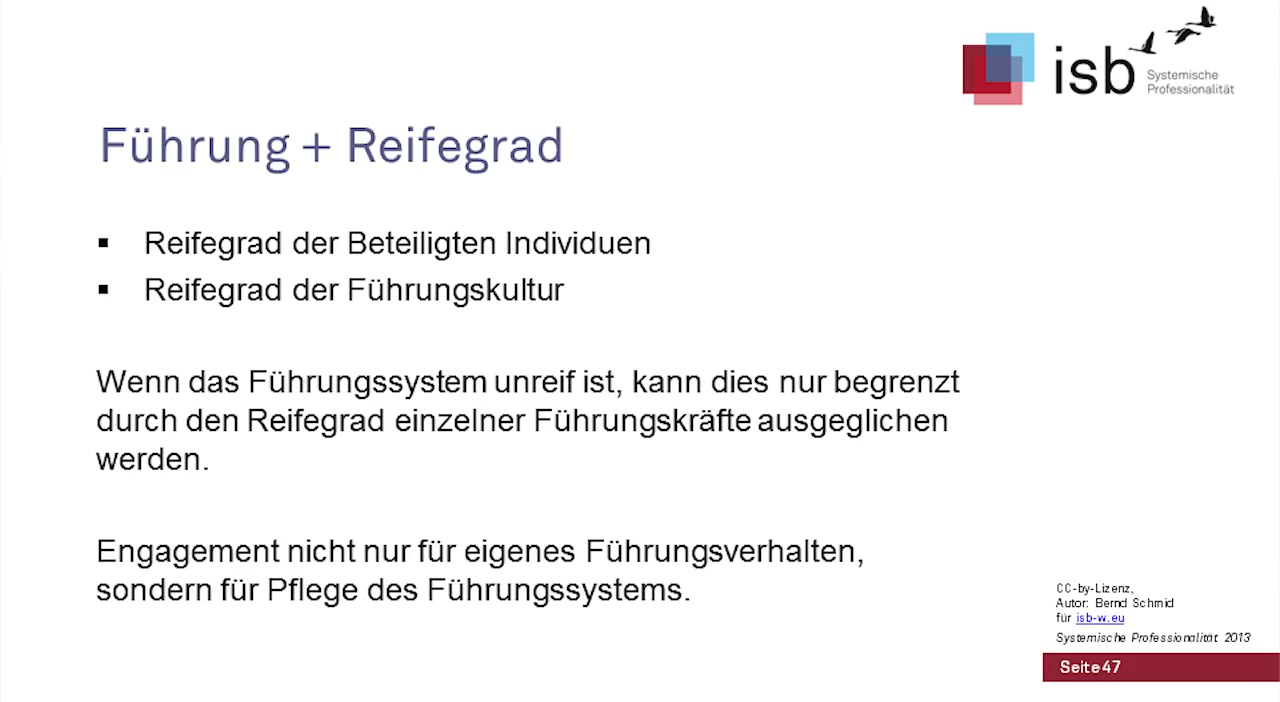 isb
Systemische
Professionalität
Führung + Reifegrad
▪ Reifegrad der Beteiligten Individuen
▪ Reifegrad der Führungskultur
Wenn das Führungssystem unreif ist, kann dies nur begrenzt
durch den Reifegrad einzelner Führungskräfte ausgeglichen
werden.
Engagement nicht nur für eigenes Führungsverhalten,
sondern für Pflege des Führungssystems.
CC-by-Lizenz,
Autor: Bernd Schmid
für isb-w.eu
Systemische Professionalität 2013
Seite 47